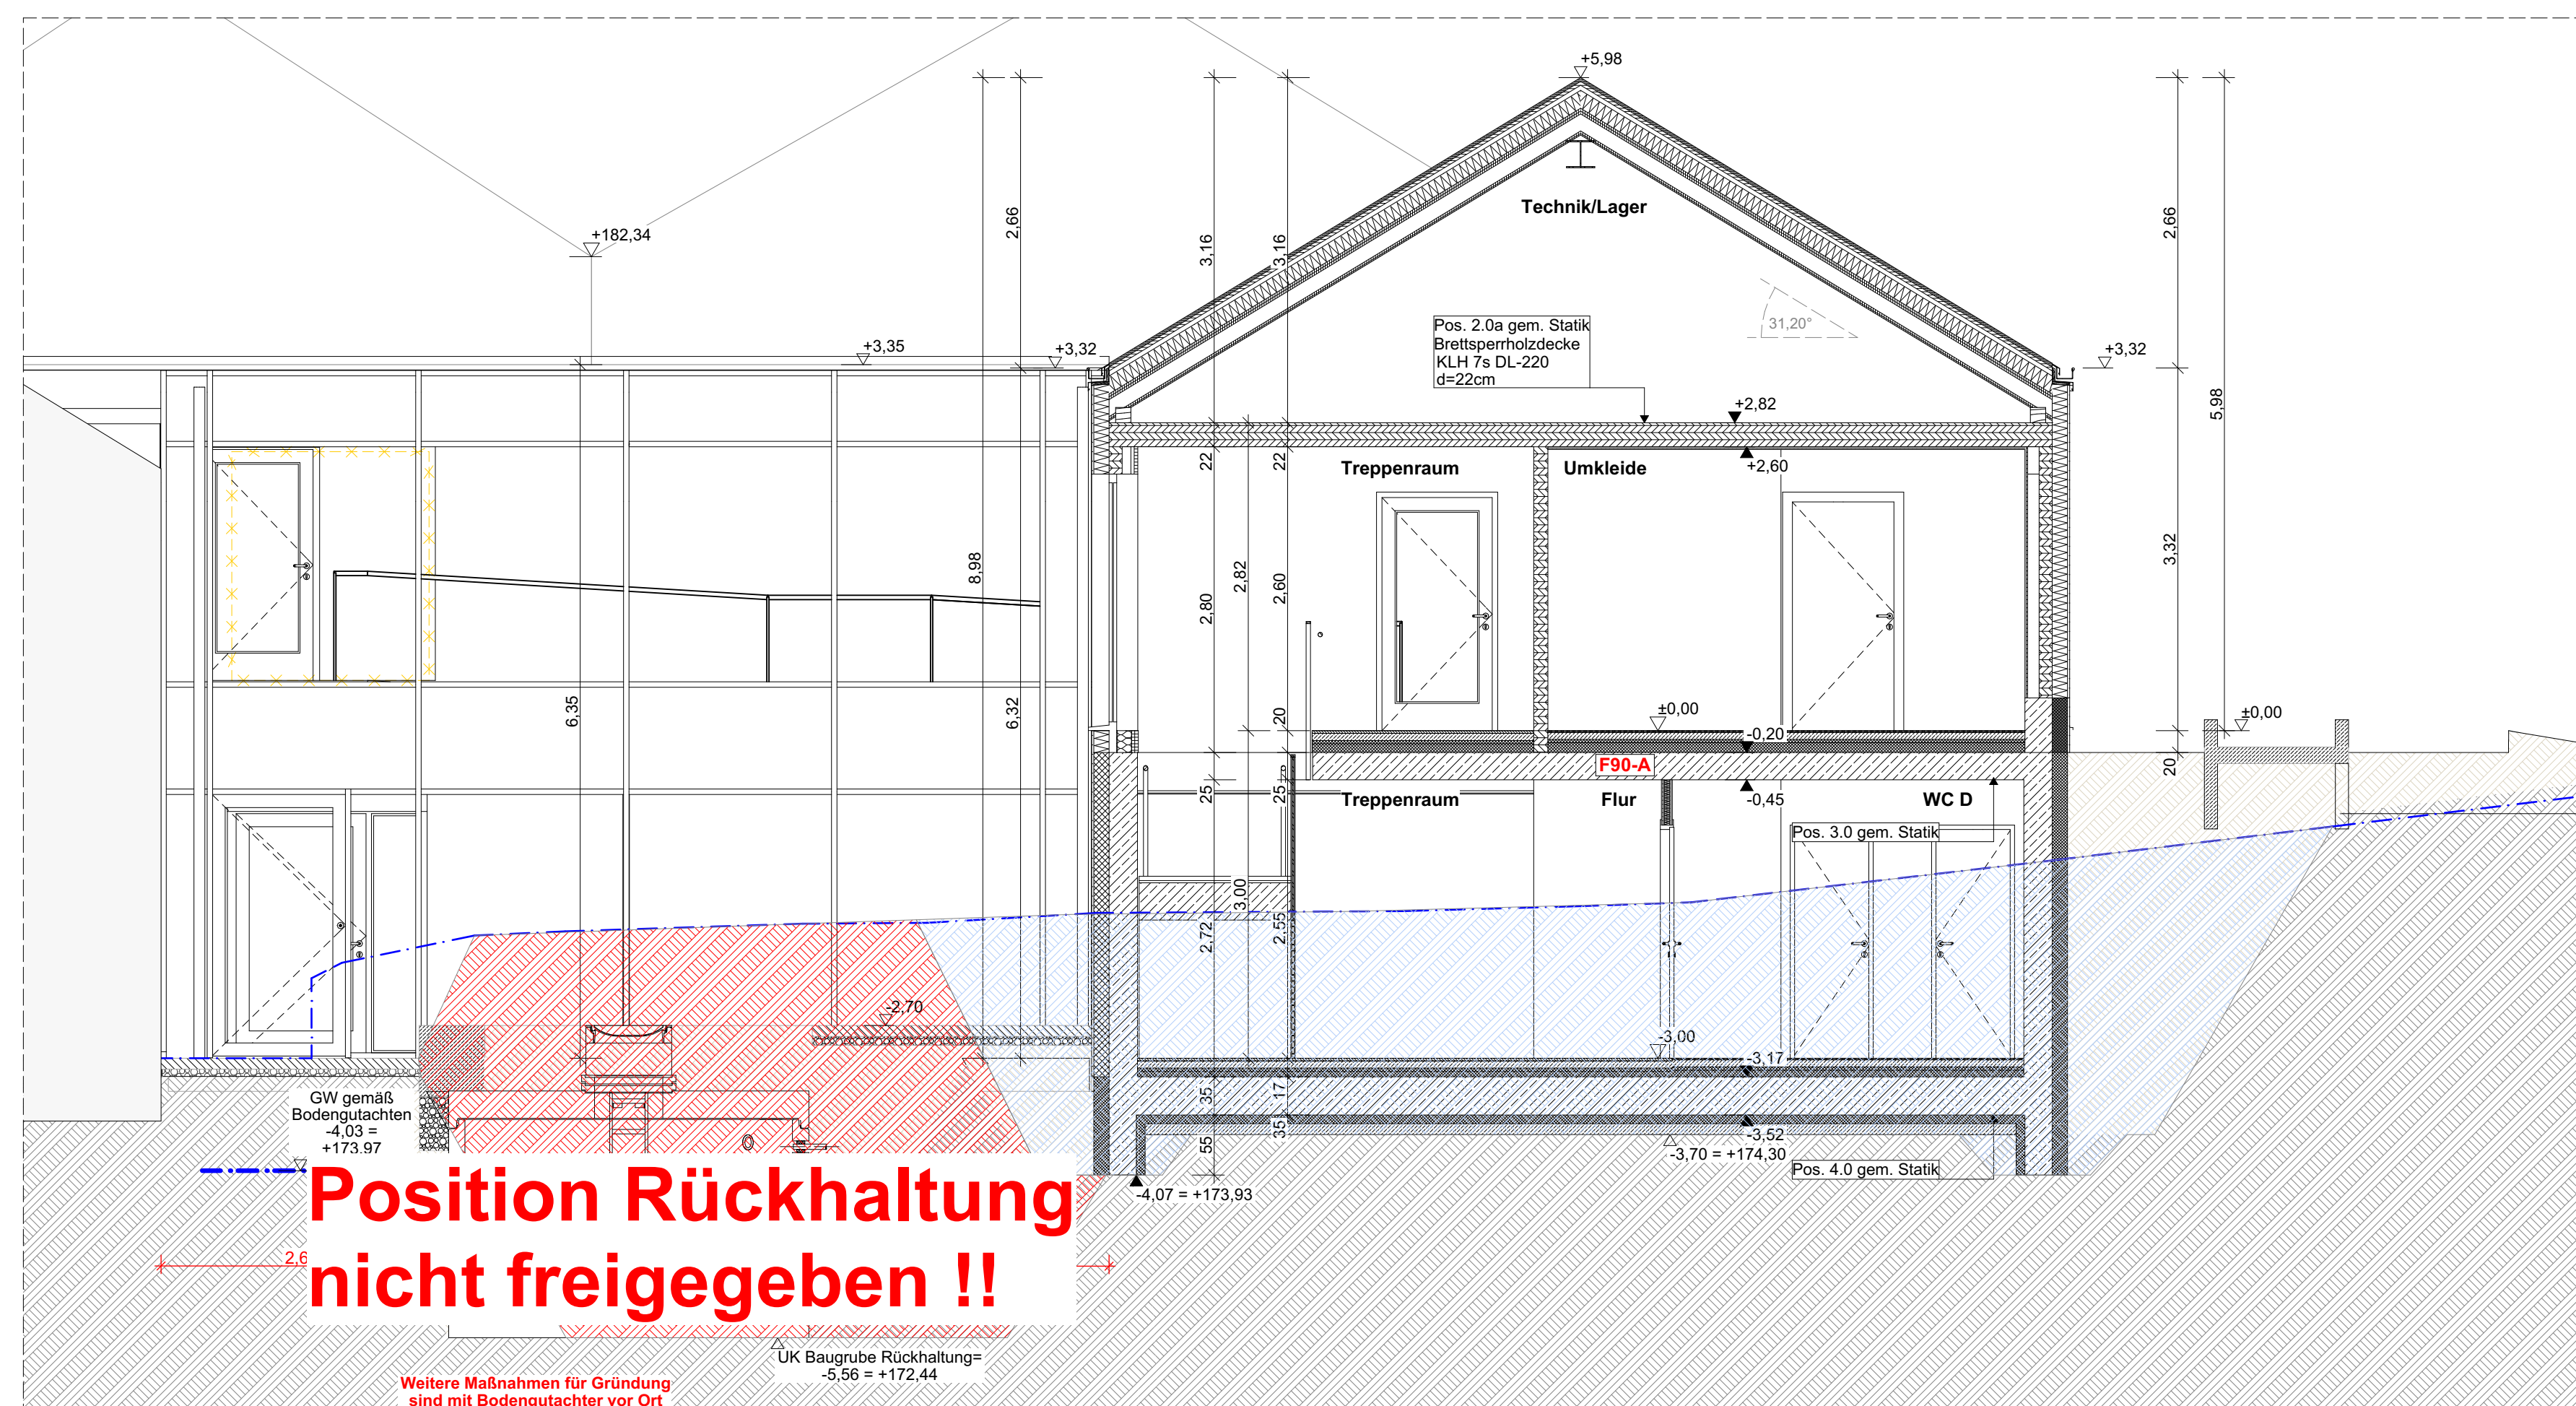 +5,98
Technik/Lager
2,66
3,16
3,16
2,66
+182,34
31,20°
Pos. 2.0a gem. Statik
Brettsperrholzdecke
KLH 7s DL-220
d=22cm
+3,35
+3,32
+3,32
5,98
+2,82
22
22
Treppenraum
Umkleide
+2,60
8,98
2,82
2,60
2,80
3,32
6,35
6,32
20
±0,00
-0,20
±0,00
F90-A
20
25
25
Treppenraum
Flur
-0,45
WC D
Pos. 3.0 gem. Statik
3,00
2,72
2,55
-2,70
-3,00
-3,17
35
17
GW gemäß
Bodengutachten
-4,03 =
+173,97
55
35
-3,52
-3,70 = +174,30
Pos. 4.0 gem. Statik
-4,07 = +173,93
Position Rückhaltung
nicht freigegeben !!
2,6
UK Baugrube Rückhaltung=
-5,56 = +172,44
Weitere Maßnahmen für Gründung
sind mit Bodengutachter vor Ort